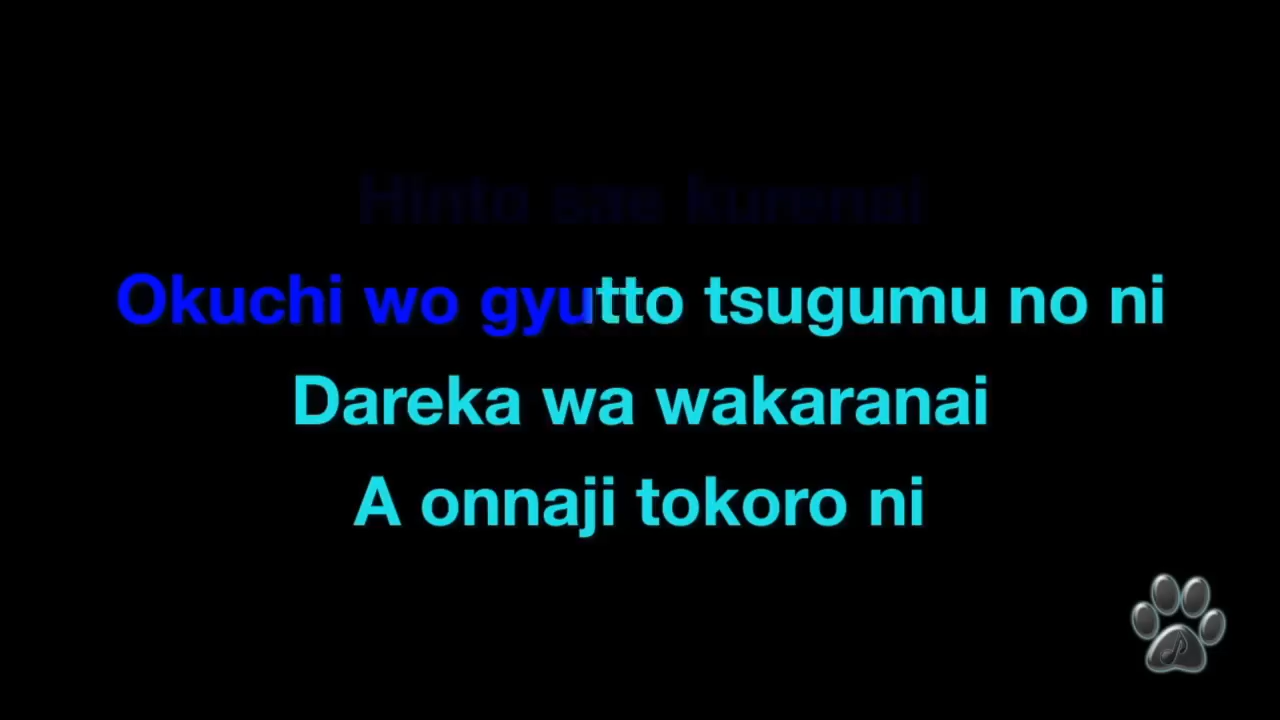 Hinto sae kurenai
Okuchi wo gyutto tsugumu no ni
Dareka wa wakaranai
A onnaji tokoro ni